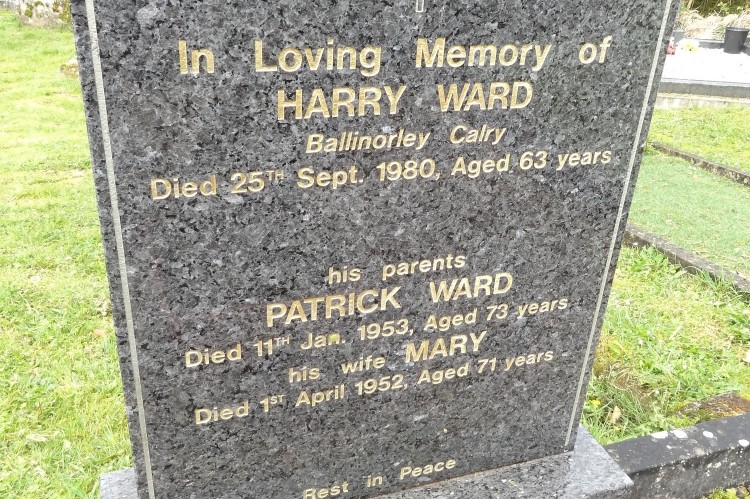 In Loving Memory of
HARRY WARD
Ballinorley Calry
Died 25TH Sept. 1980, Aged 63 years
his parents
PATRICK WARD
Died 11TH Jan. 1953, Aged 73 years
his wife MARY
Died 1ST April 1952, Aged 71 years
Rest in Peace